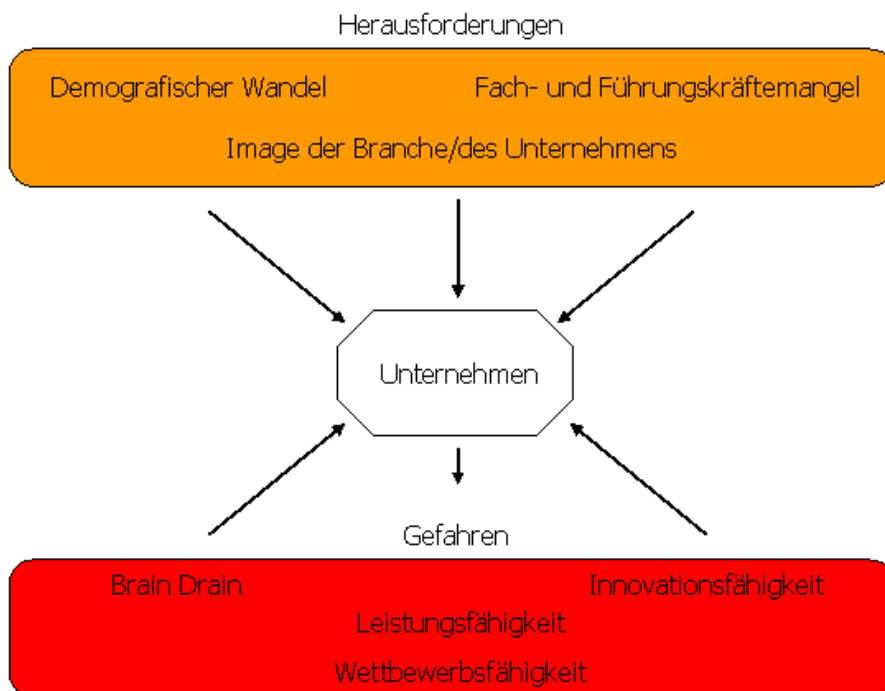 Herausforderungen
Demografischer Wandel Fach- und Führungskräftemangel
Image der Branche/des Unternehmens
Unternehmen
Gefahren
Brain Drain Innovationsfähigkeit
Leistungsfähigkeit
Wettbewerbsfähigkeit